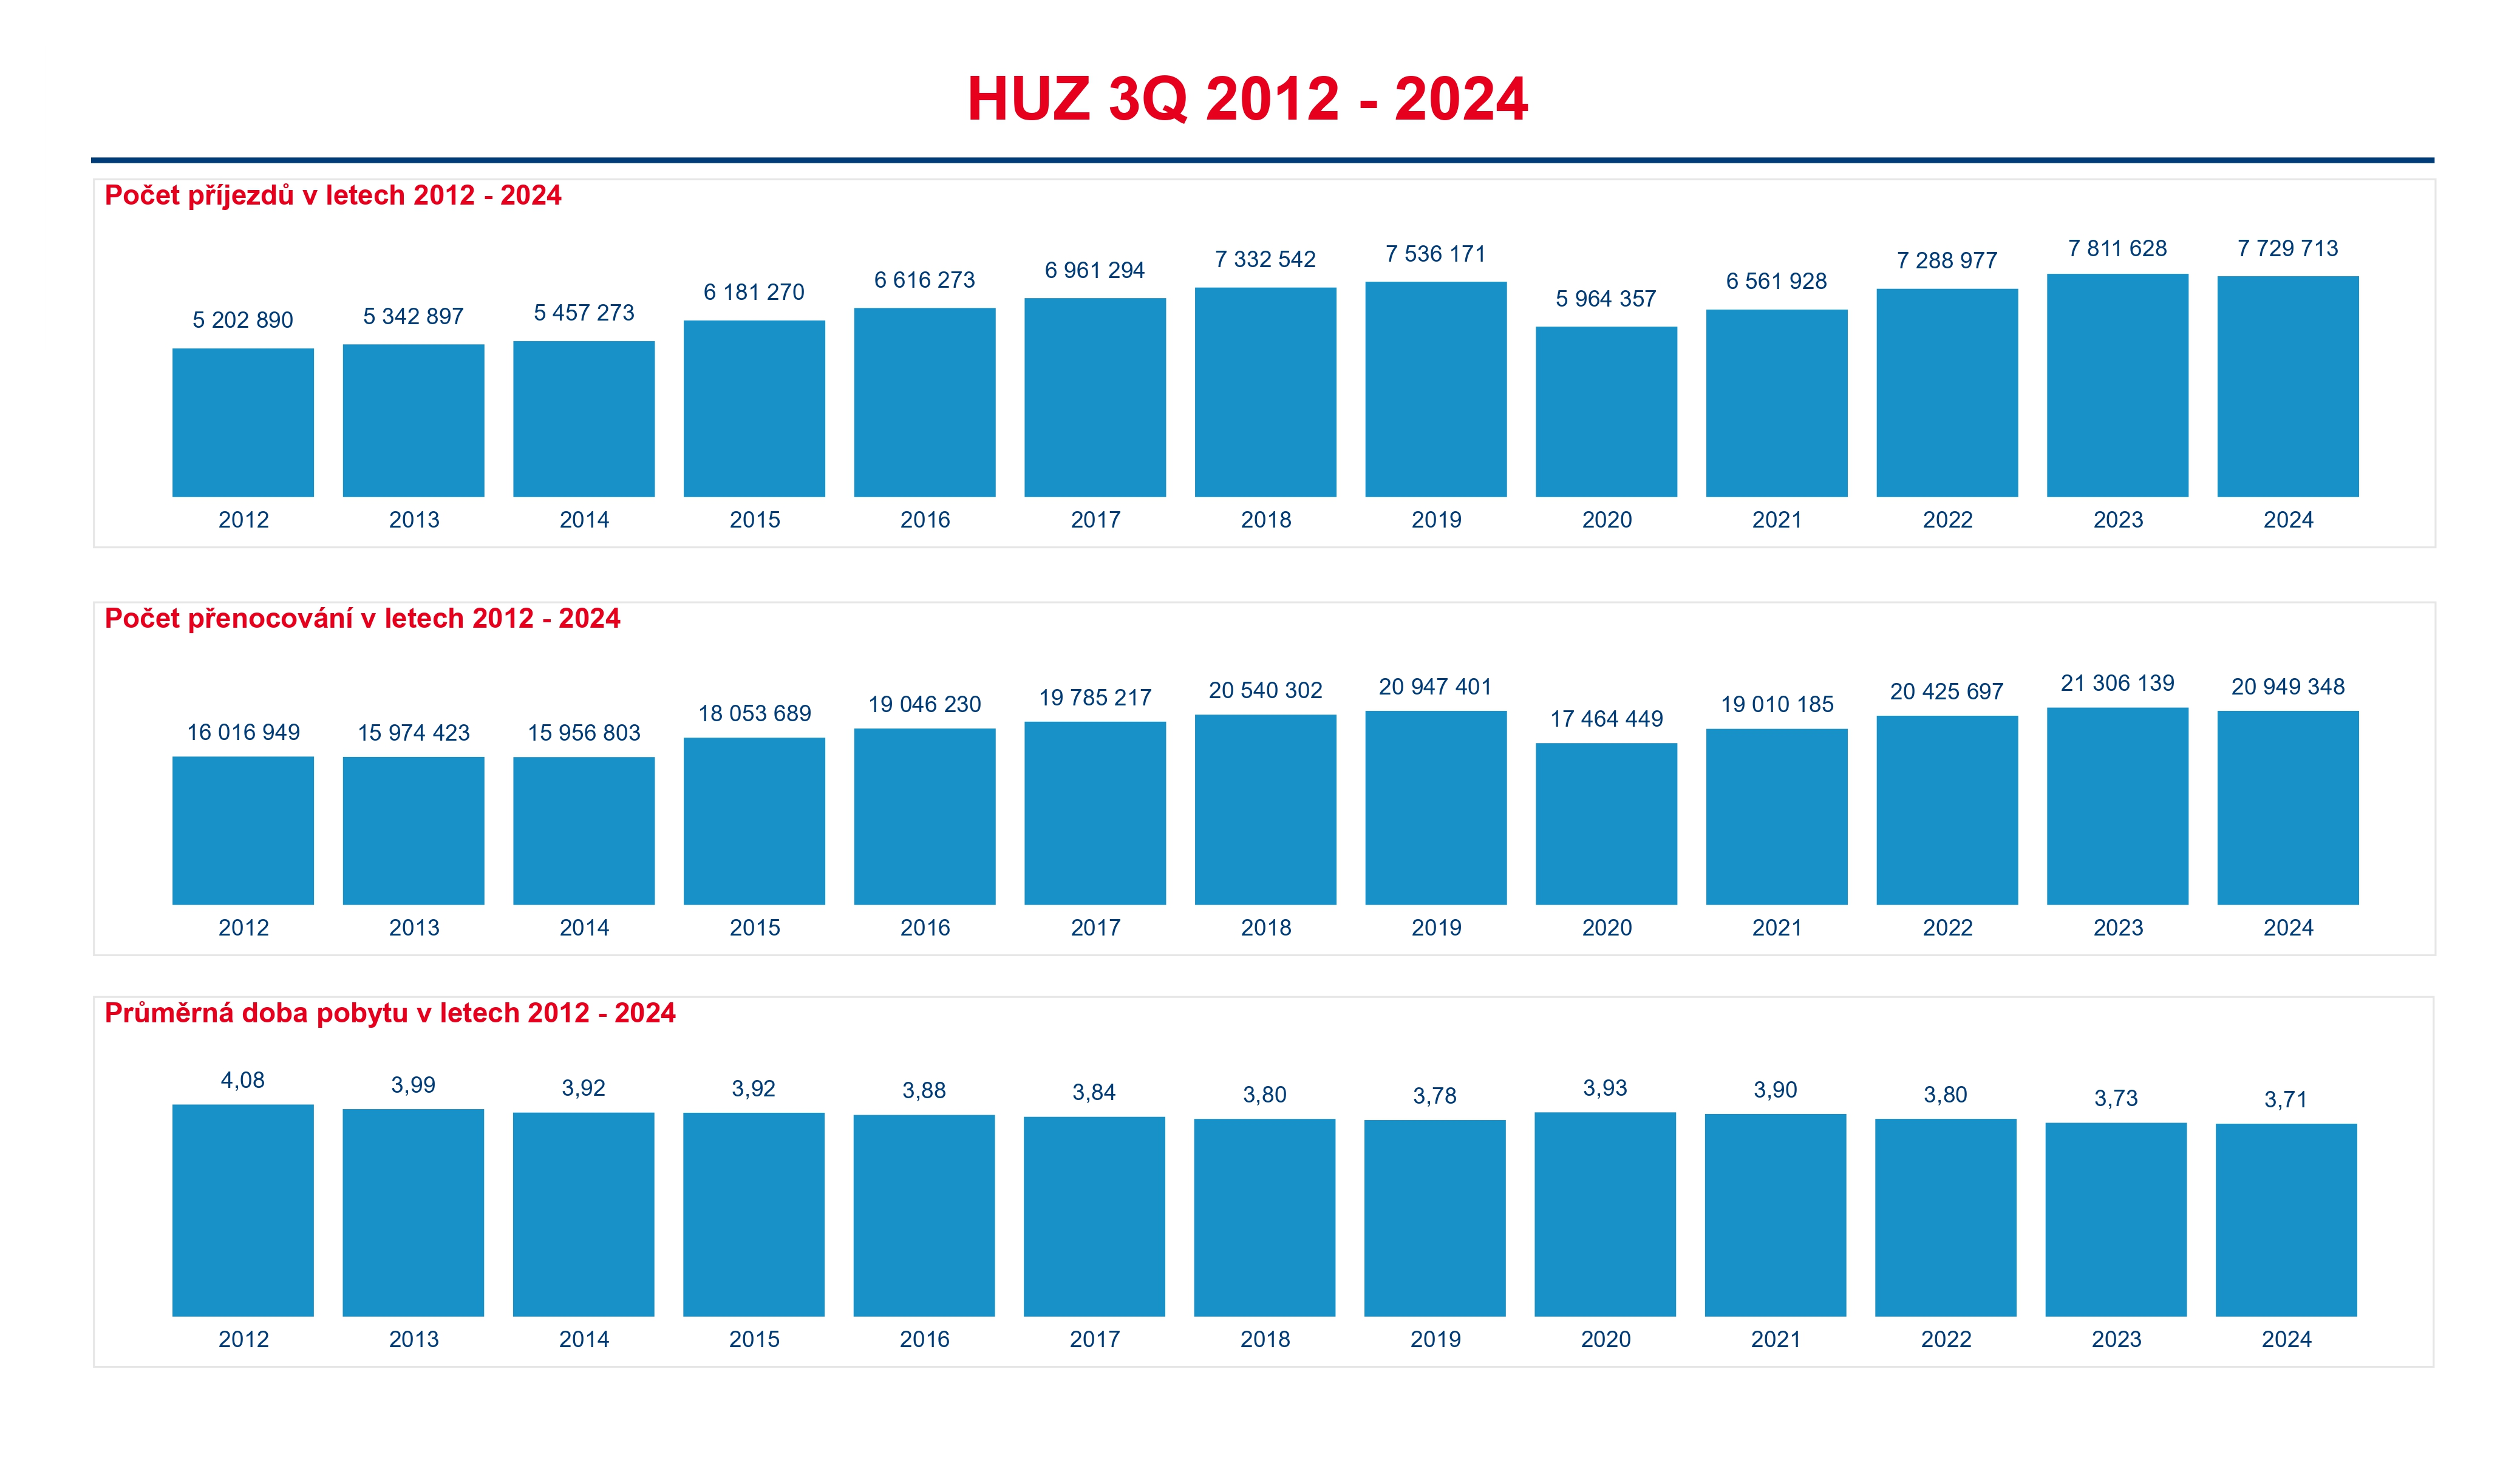 HUZ 3Q 2012 - 2024
Počet příjezdů v letech 2012 - 2024
5 202 890 5 342 897 5 457 273 6 181 270 6 616 273 6 961 294 7 332 542 7 536 171 5 964 357 6 561 928 7 288 977 7 811 628 7 729 713
2012 2013 2014 2015 2016 2017 2018 2019 2020 2021 2022 2023 2024
Počet přenocování v letech 2012 - 2024
16 016 949 15 974 423 15 956 803 18 053 689 19 046 230 19 785 217 20 540 302 20 947 401 17 464 449 19 010 185 20 425 697 21 306 139 20 949 348
2012 2013 2014 2015 2016 2017 2018 2019 2020 2021 2022 2023 2024
Průměrná doba pobytu v letech 2012 - 2024
4,08 3,99 3,92 3,92 3,88 3,84 3,80 3,78 3,93 3,90 3,80 3,73 3,71
2012 2013 2014 2015 2016 2017 2018 2019 2020 2021 2022 2023 2024